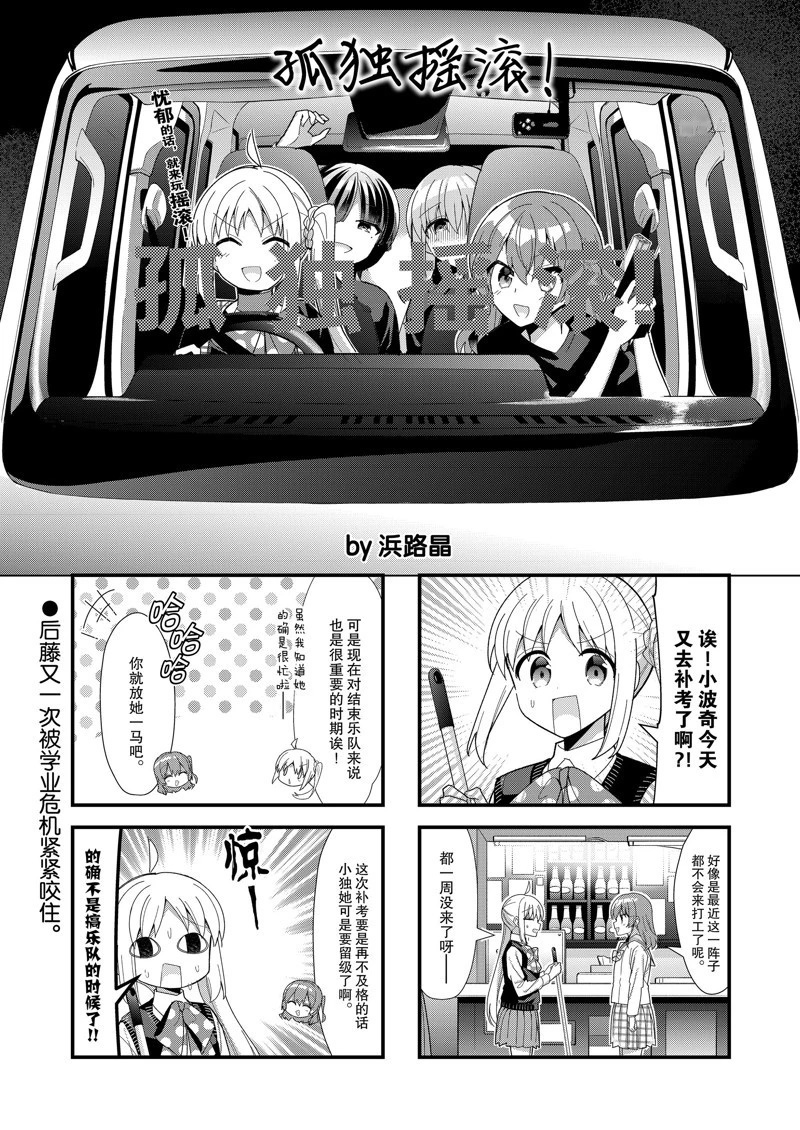 孤独摇滚!
忧郁的话,就来玩摇滚!
孤独摇滚!
by 浜路晶
●后藤又一次被学业危机紧紧咬住。
诶!小波奇今天
又去补考了啊?!
好像是最近这一阵子
都不会来打工了呢。
都一周没来了呀——
可是现在对结束乐队来说
也是很重要的时期诶!
虽然我知道她
的确是很忙啦——
哈哈哈
你就放她一马吧。
这次补考要是再不及格的话
小独她可是要留级了啊。
惊—
的确不是搞乐队的时候了!!